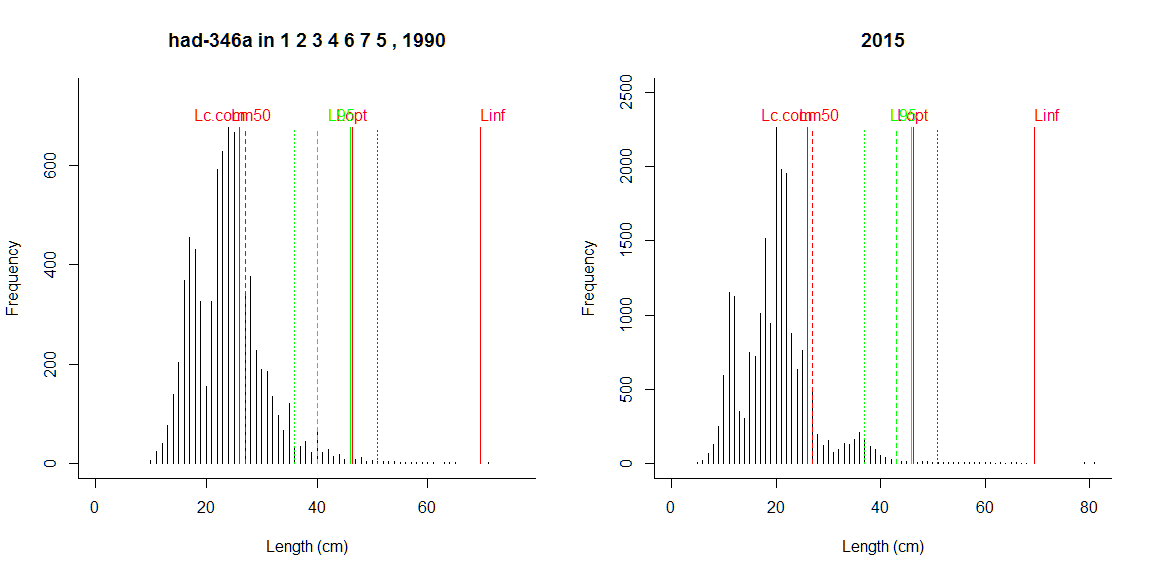 had-346a in 1 2 3 4 6 7 5 , 1990
Lc.com Lm50 Lopt Linf
600
400
200
0
Frequency
0 20 40 60
Length (cm)
2015
Lc.com Lm50 Lopt Linf
2500
2000
1500
1000
500
0
Frequency
0 20 40 60 80
Length (cm)